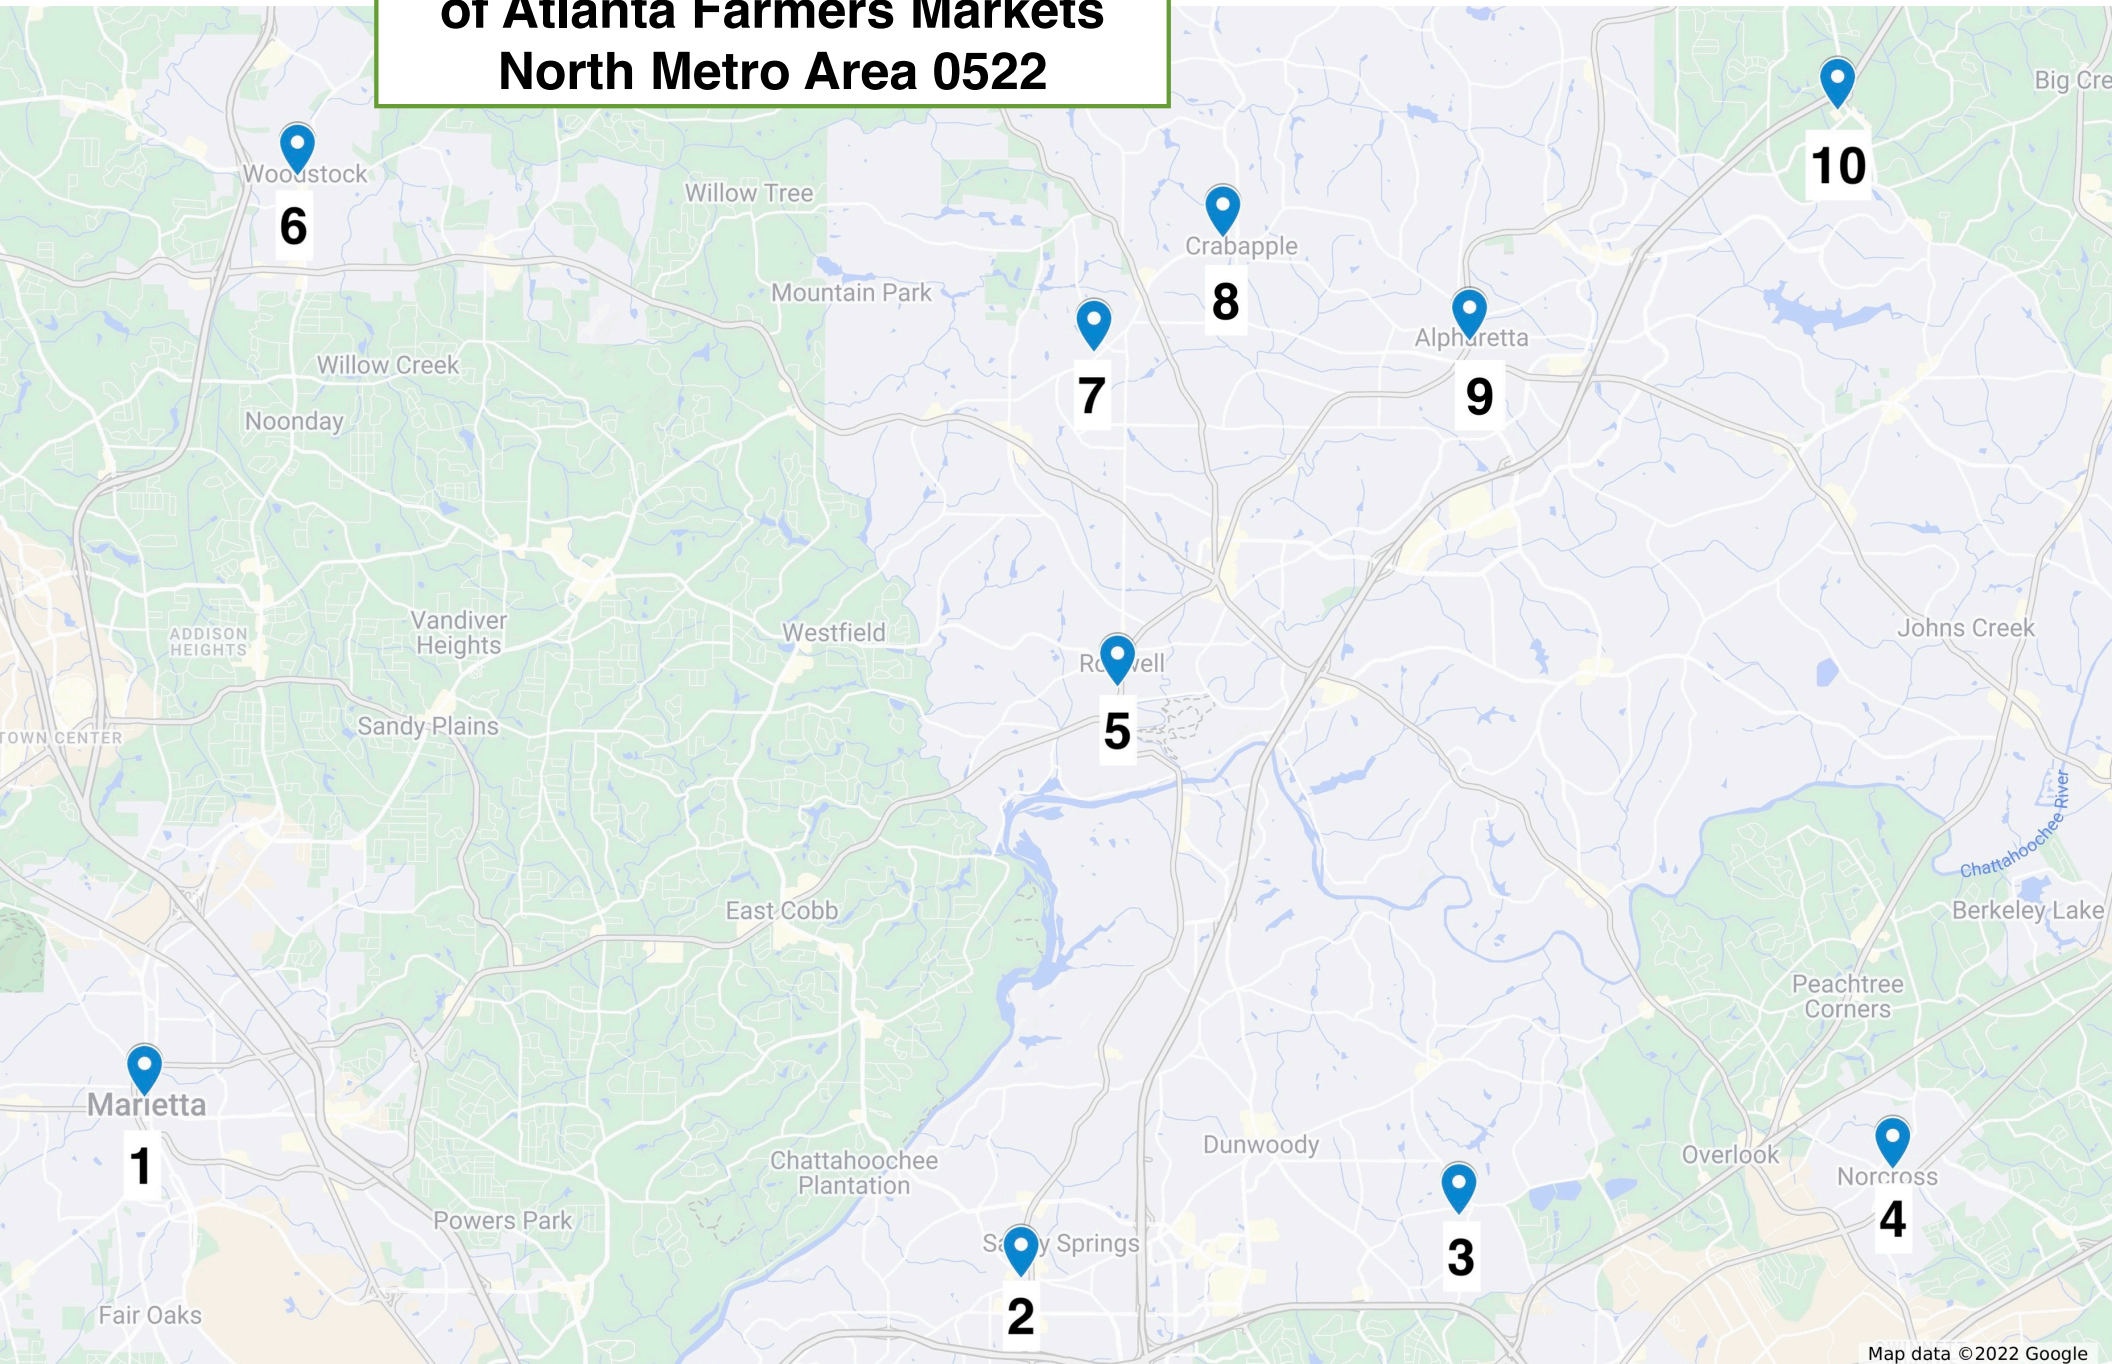 of Atlanta Farmers Markets
North Metro Area 0522
Big Cre
10
Woodstock
6
Willow Tree
Crabapple
8
Mountain Park
7
Alpharetta
9
Willow Creek
Noonday
Vandiver
Heights
ADDISON
HEIGHTS
Westfield
Johns Creek
Roswell
5
Sandy Plains
TOWN CENTER
Chattahoochee River
East Cobb
Berkeley Lake
Peachtree
Corners
Marietta
1
Dunwoody
Overlook
Chattahoochee
Plantation
Norcross
4
Powers Park
Sandy Springs
3
2
Fair Oaks
Map data ©2022 Google